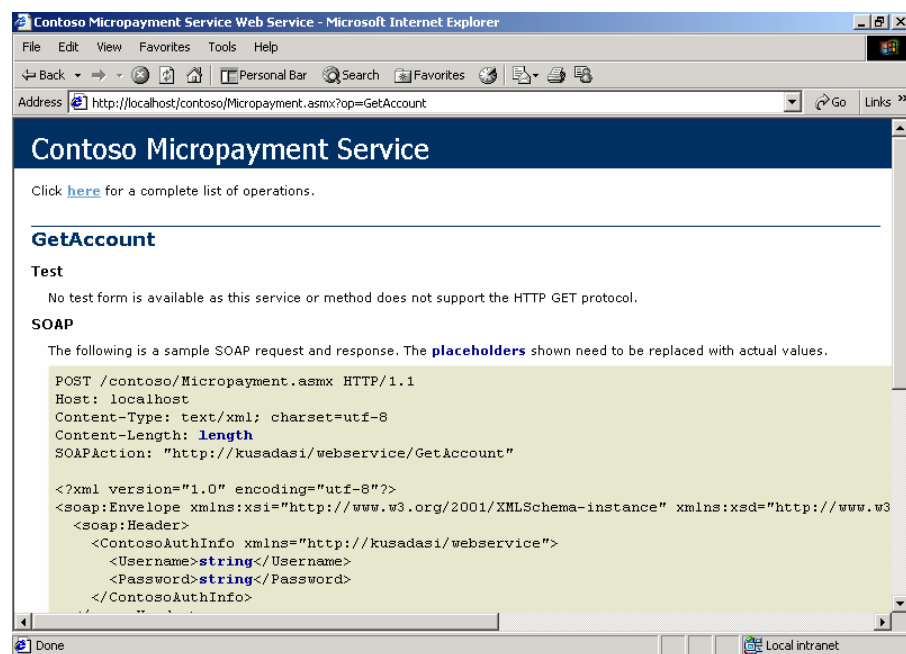 Contoso Micropayment Service Web Service - Microsoft Internet Explorer
File Edit View Favorites Tools Help
Back Personal Bar Search Favorites
Address http://localhost/contoso/Micropayment.asmx?op=GetAccount Go Links »
Contoso Micropayment Service
Click here for a complete list of operations.
GetAccount
Test
No test form is available as this service or method does not support the HTTP GET protocol.
SOAP
The following is a sample SOAP request and response. The placeholders shown need to be replaced with actual values.
POST /contoso/Micropayment.asmx HTTP/1.1
Host: localhost
Content-Type: text/xml; charset=utf-8
Content-Length: length
SOAPAction: "http://kusadasi/webservice/GetAccount"
<?xml version="1.0" encoding="utf-8"?>
<soap:Envelope xmlns:xsi="http://www.w3.org/2001/XMLSchema-instance" xmlns:xsd="http://www.w3
<soap:Header>
<ContosoAuthInfo xmlns="http://kusadasi/webservice">
<Username>string</Username>
<Password>string</Password>
</ContosoAuthInfo>
Done Local intranet